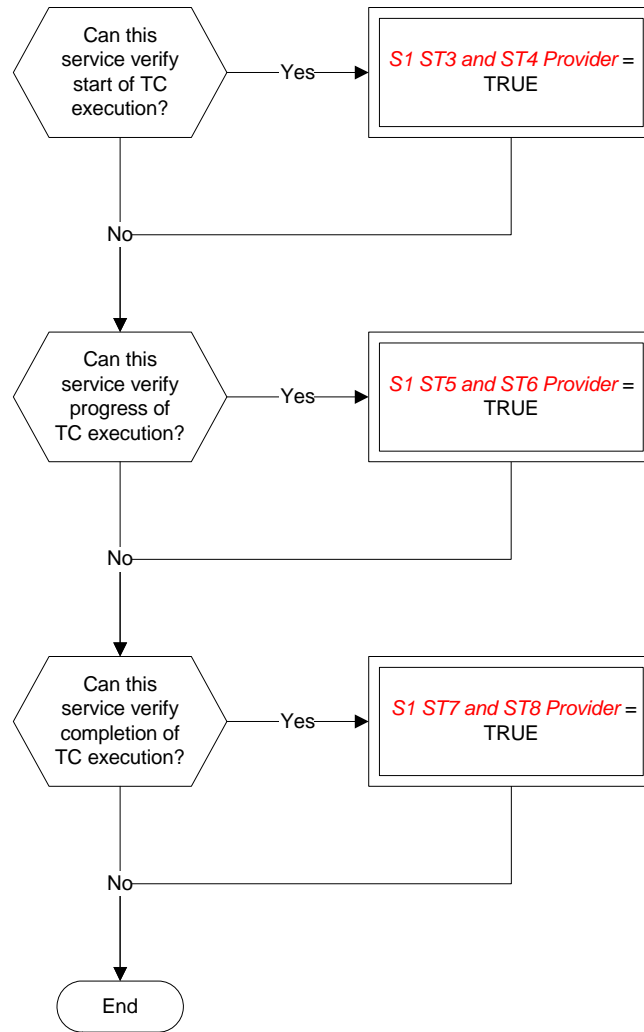 Can this
service verify
start of TC
execution?
Yes
S1 ST3 and ST4 Provider =
TRUE
No
Can this
service verify
progress of
TC execution?
Yes
S1 ST5 and ST6 Provider =
TRUE
No
Can this
service verify
completion of
TC execution?
Yes
S1 ST7 and ST8 Provider =
TRUE
No
End